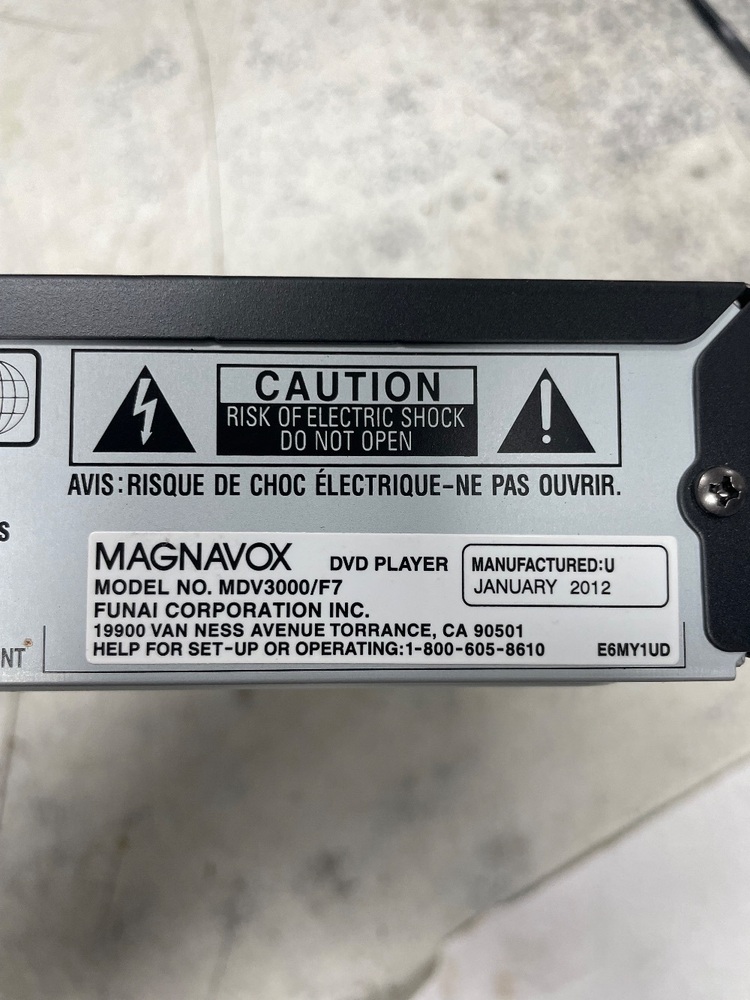 CAUTION
RISK OF ELECTRIC SHOCK
DO NOT OPEN
AVIS:RISQUE DE CHOC ÉLECTRIQUE-NE PAS OUVRIR.
S
MAGNAVOX DVD PLAYER
MANUFACTURED:U
JANUARY 2012
MODEL NO. MDV3000/F7
FUNAI CORPORATION INC.
19900 VAN NESS AVENUE TORRANCE, CA 90501
HELP FOR SET-UP OR OPERATING:1-800-605-8610 E6MY1UD
NT